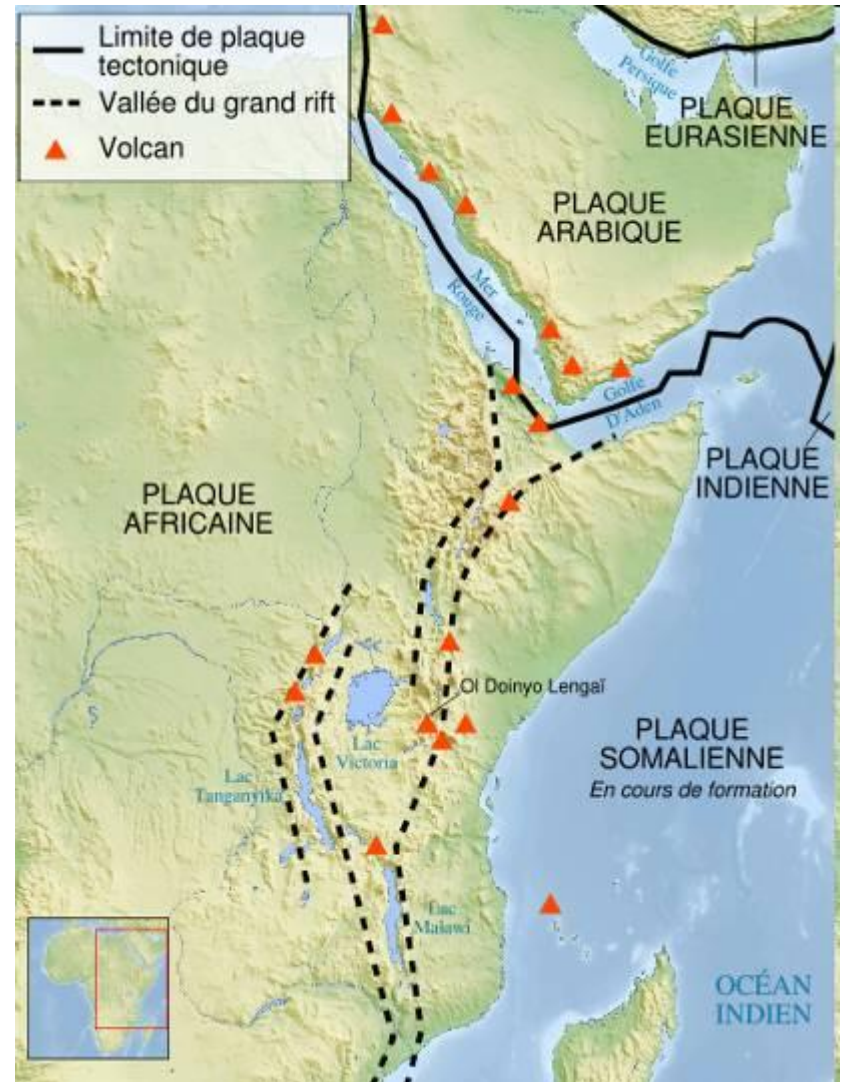 Limite de plaque
tectonique
Vallée du grand rift
Volcan
Golfe
Persique
PLAQUE
EURASIENNE
PLAQUE
ARABIQUE
Mer
Rouge
Golfe
D'Aden
PLAQUE
INDIENNE
PLAQUE
AFRICAINE
Ol Doinyo Lengaï
Lac
Victoria
PLAQUE
SOMALIENNE
En cours de formation
Lac
Tanganyika
Lac
Malawi
OCÉAN
INDIEN